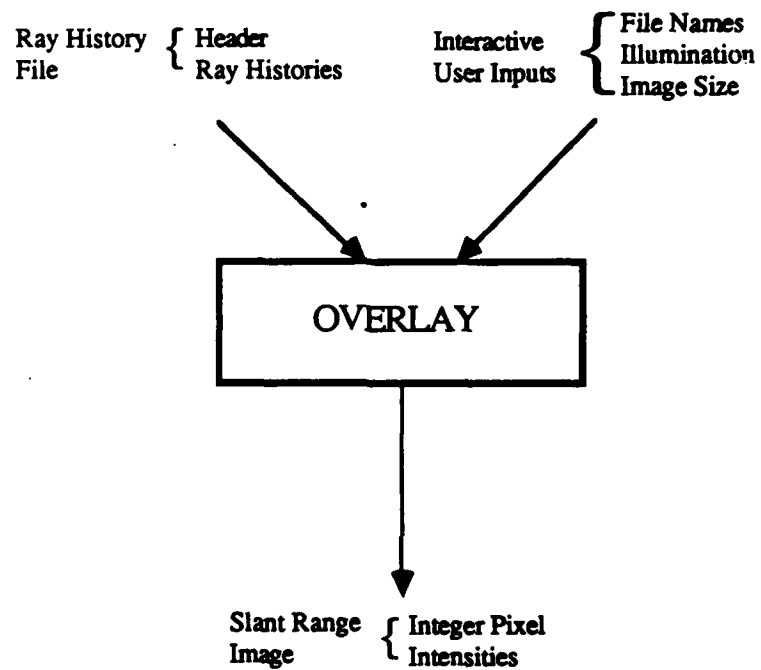 Ray History { Header
File Ray Histories
Interactive { File Names
User Inputs Illumination
Image Size
OVERLAY
Slant Range { Integer Pixel
Image Intensities